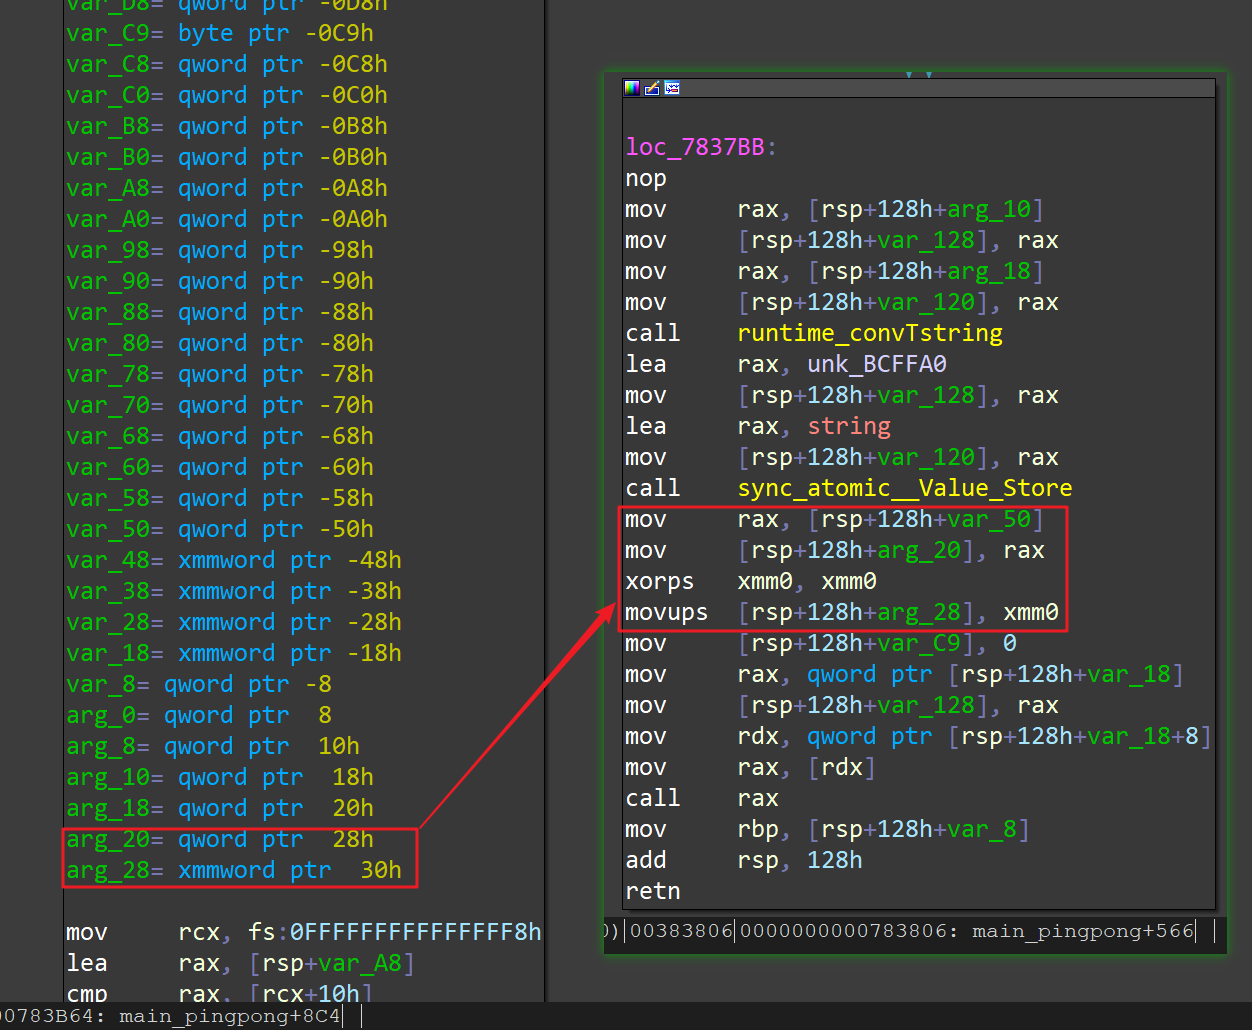 var_D8= qword ptr -0D8h
var_C9= byte ptr -0C9h
var_C8= qword ptr -0C8h
var_C0= qword ptr -0C0h
var_B8= qword ptr -0B8h
var_B0= qword ptr -0B0h
var_A8= qword ptr -0A8h
var_A0= qword ptr -0A0h
var_98= qword ptr -98h
var_90= qword ptr -90h
var_88= qword ptr -88h
var_80= qword ptr -80h
var_78= qword ptr -78h
var_70= qword ptr -70h
var_68= qword ptr -68h
var_60= qword ptr -60h
var_58= qword ptr -58h
var_50= qword ptr -50h
var_48= xmmword ptr -48h
var_38= xmmword ptr -38h
var_28= xmmword ptr -28h
var_18= xmmword ptr -18h
var_8= qword ptr -8
arg_0= qword ptr  8
arg_8= qword ptr  10h
arg_10= qword ptr  18h
arg_18= qword ptr  20h
arg_20= qword ptr  28h
arg_28= xmmword ptr  30h
mov     rcx, fs:0FFFFFFFFFFFFFFF8h
lea     rax, [rsp+var_A8]
cmp     rax, [rcx+10h]
00783B64: main_pingpong+8C4
loc_7837BB:
nop
mov     rax, [rsp+128h+arg_10]
mov     [rsp+128h+var_128], rax
mov     rax, [rsp+128h+arg_18]
mov     [rsp+128h+var_120], rax
call    runtime_convTstring
lea     rax, unk_BCFFA0
mov     [rsp+128h+var_128], rax
lea     rax, string
mov     [rsp+128h+var_120], rax
call    sync_atomic__Value_Store
mov     rax, [rsp+128h+var_50]
mov     [rsp+128h+arg_20], rax
xorps   xmm0, xmm0
movups  [rsp+128h+arg_28], xmm0
mov     [rsp+128h+var_C9], 0
mov     rax, qword ptr [rsp+128h+var_18]
mov     [rsp+128h+var_128], rax
mov     rdx, qword ptr [rsp+128h+var_18+8]
mov     rax, [rdx]
call    rax
mov     rbp, [rsp+128h+var_8]
add     rsp, 128h
retn
)|00383806|0000000000783806: main_pingpong+566